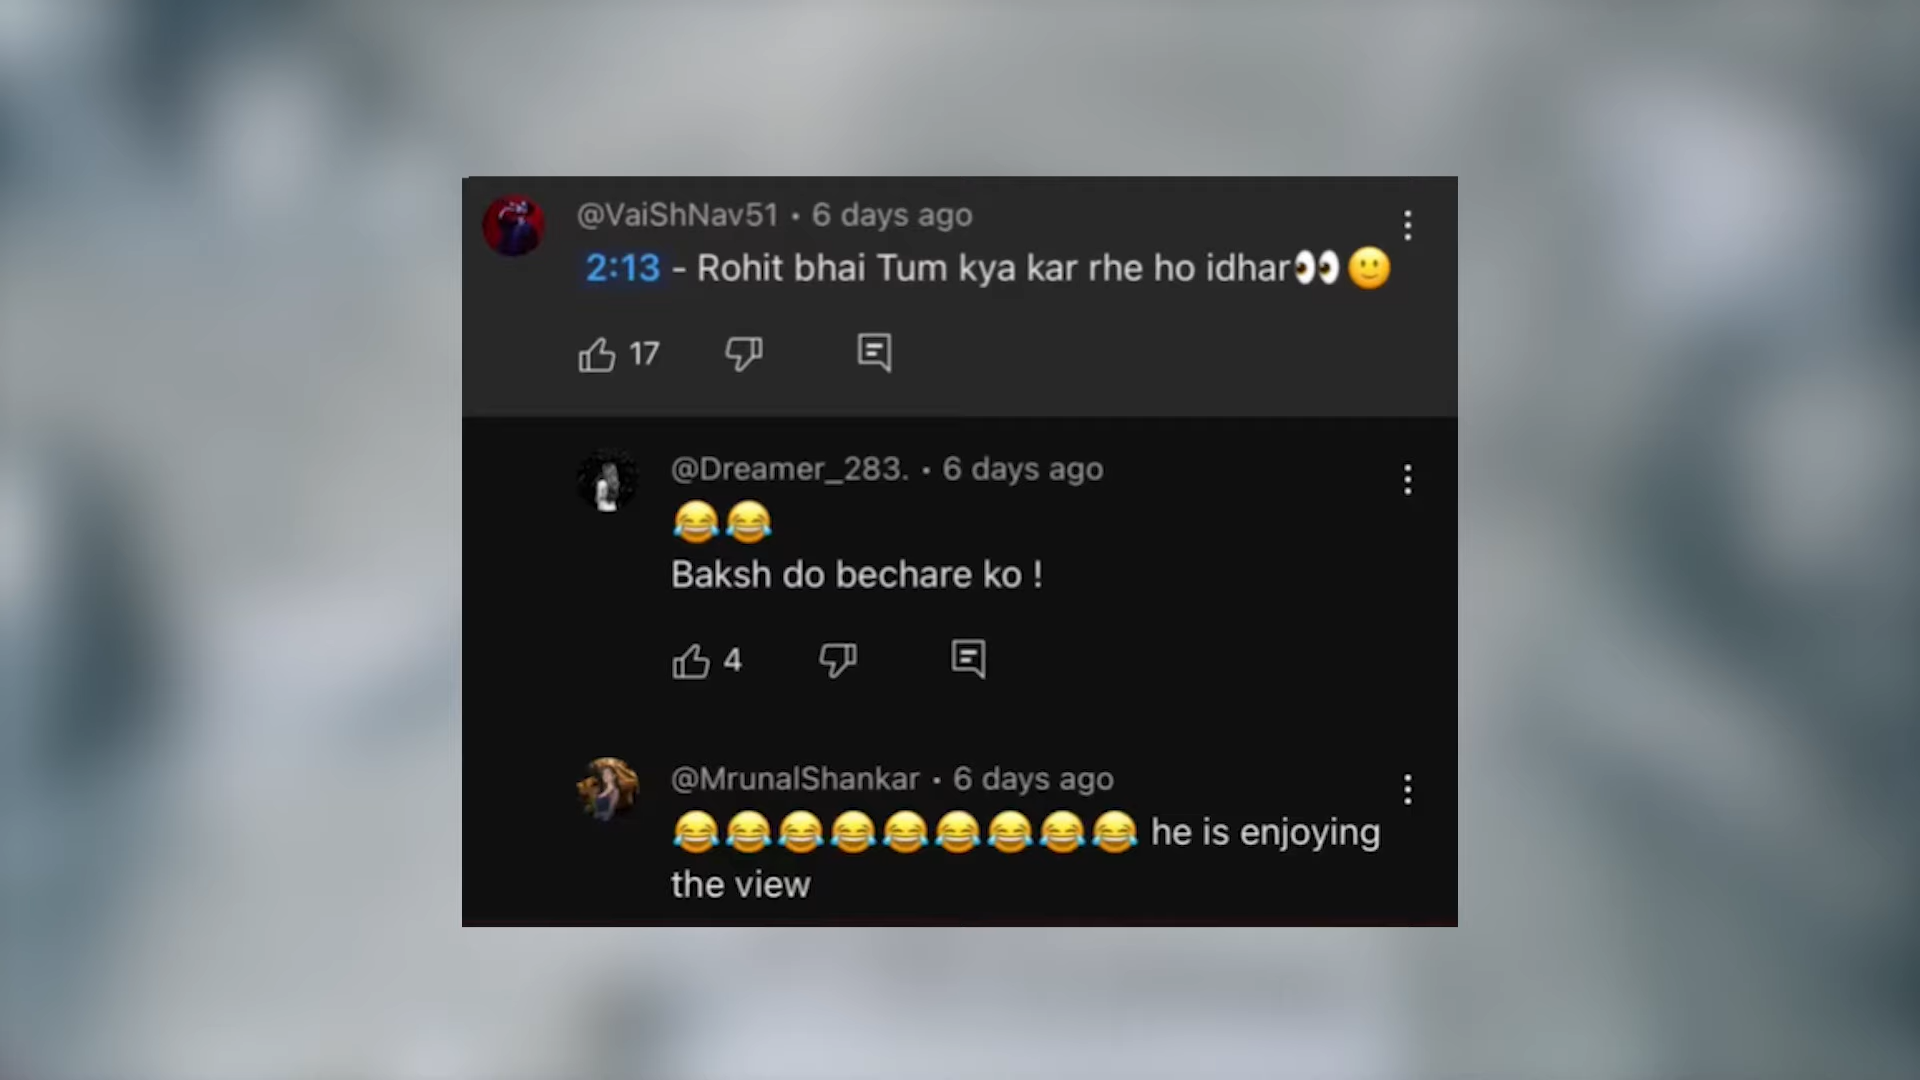 @VaiShNav51 • 6 days ago
2:13 - Rohit bhai Tum kya kar rhe ho idhar👀🙂
17
@Dreamer_283. • 6 days ago
😂😂
Baksh do bechare ko !
4
@MrunalShankar • 6 days ago
😂😂😂😂😂😂😂😂😂 he is enjoying
the view